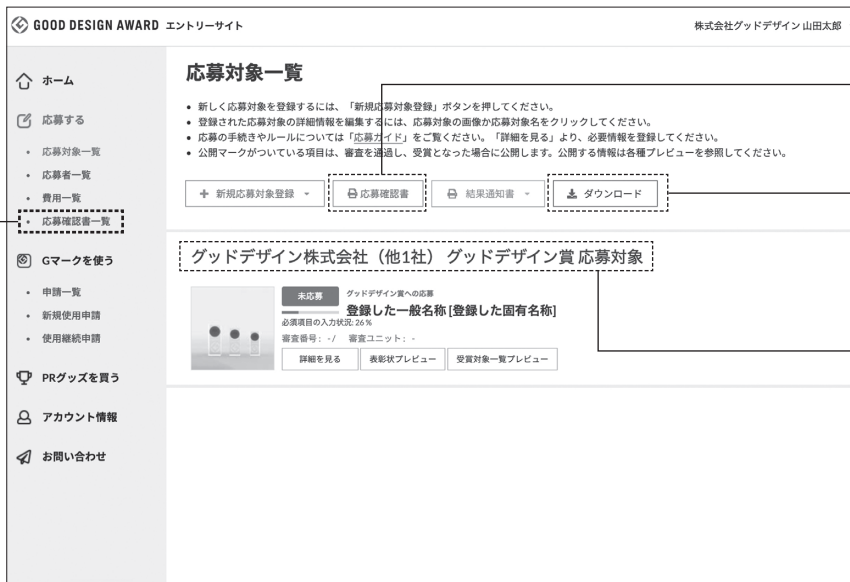 GOOD DESIGN AWARD エントリーサイト
株式会社グッドデザイン 山田太郎
ホーム
応募する
• 応募対象一覧
• 応募者一覧
• 費用一覧
• 応募確認書一覧
Gマークを使う
• 申請一覧
• 新規使用申請
• 使用継続申請
PRグッズを買う
アカウント情報
お問い合わせ
応募対象一覧
• 新しく応募対象を登録するには、「新規応募対象登録」ボタンを押してください。
• 登録された応募対象の詳細情報を編集するには、応募対象の画像か応募対象名をクリックしてください。
• 応募の手続きやルールについては「応募ガイド」をご覧ください。「詳細を見る」より、必要情報を登録してください。
• 公開マークがついている項目は、審査を通過し、受賞となった場合に公開します。公開する情報は各種プレビューを参照してください。
+ 新規応募対象登録
応募確認書
結果通知書
ダウンロード
グッドデザイン株式会社（他1社） グッドデザイン賞 応募対象
未応募
グッドデザイン賞への応募
登録した一般名称 [登録した固有名称]
必須項目の入力状況: 26 %
審査番号： - / 審査ユニット： -
詳細を見る
表彰状プレビュー
受賞対象一覧プレビュー